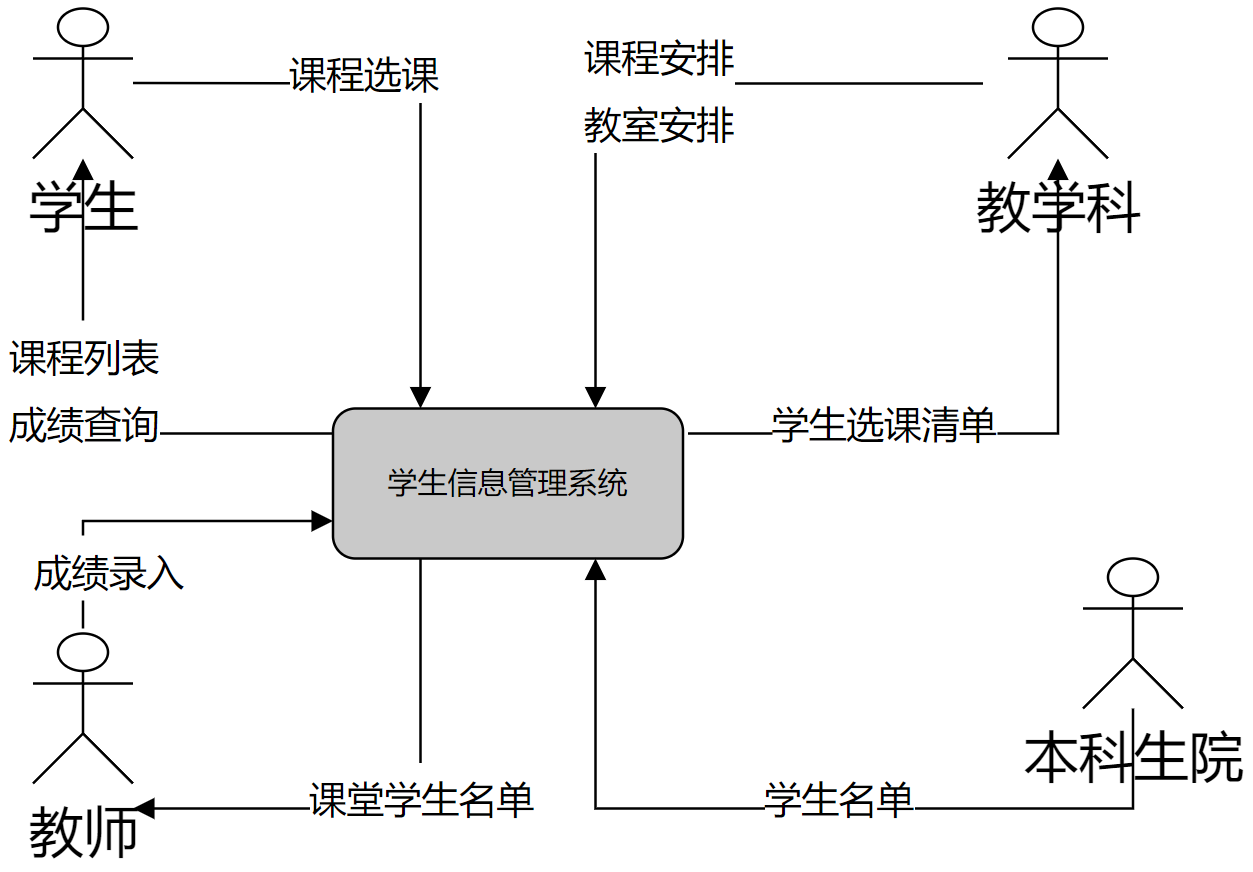 课程选课
课程安排
教室安排
学生
教学科
课程列表
成绩查询
学生选课清单
学生信息管理系统
成绩录入
本科生院
课堂学生名单
学生名单
教师